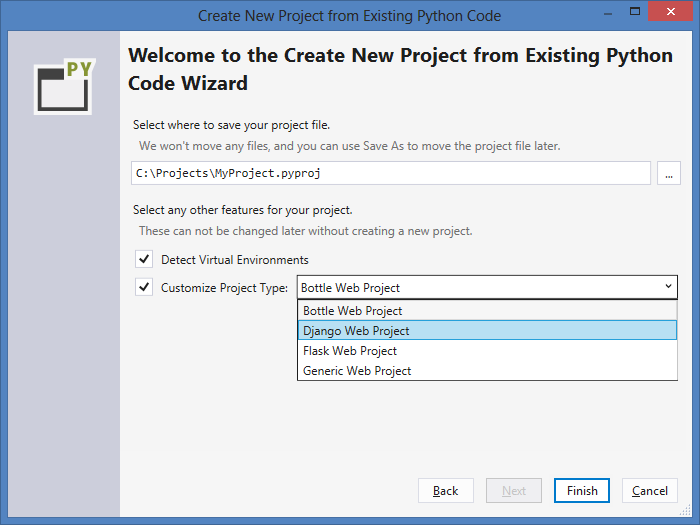 Create New Project from Existing Python Code
PY
Welcome to the Create New Project from Existing Python
Code Wizard
Select where to save your project file.
We won't move any files, and you can use Save As to move the project file later.
C:\Projects\MyProject.pyproj
...
Select any other features for your project.
These can not be changed later without creating a new project.
Detect Virtual Environments
Customize Project Type: Bottle Web Project
Bottle Web Project
Django Web Project
Flask Web Project
Generic Web Project
Back Next Finish Cancel